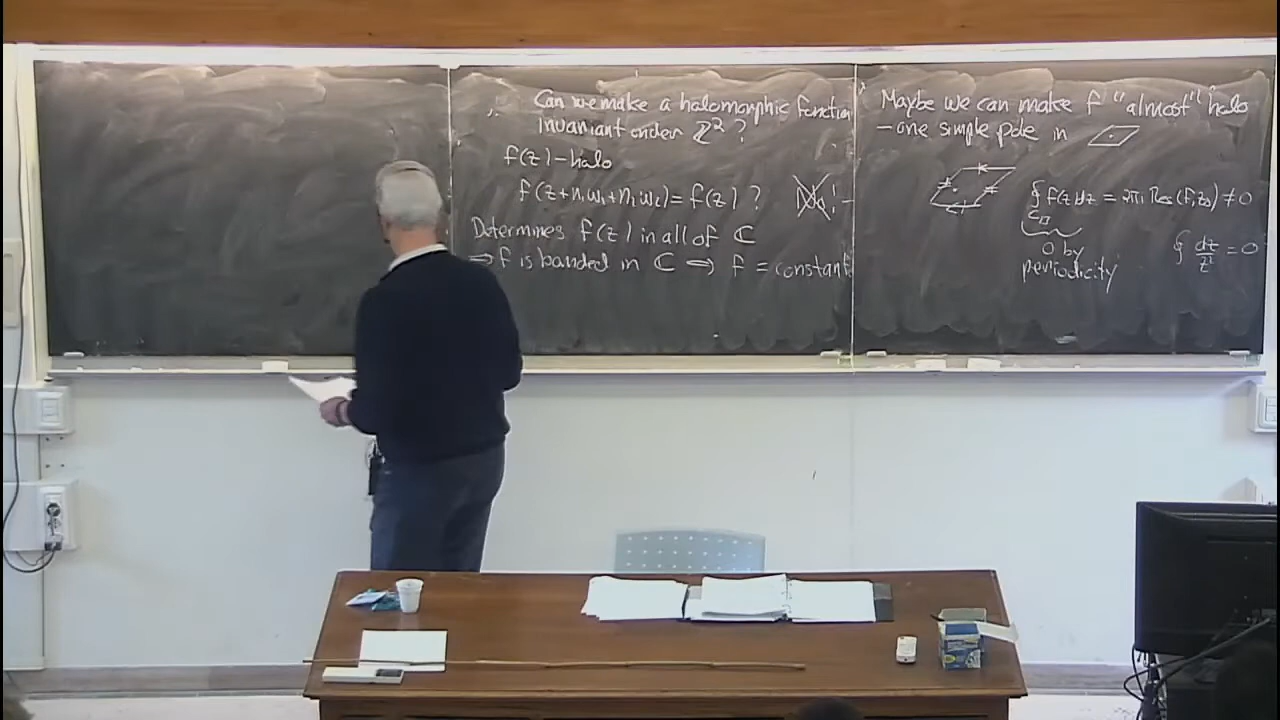 Can we make a holomorphic function
invariant under ℤ² ?
f(z) - holo
f(z+n₁w₁+n₁w₂) = f(z) ?
No!
Determines f(z) in all of ℂ
⇒ f is bounded in ℂ ⇒ f = constant
Maybe we can make f "almost" holo
- one simple pole in
∮ f(z)dz = 2πi Res(f, z₀) ≠ 0
0 by
periodicity
∮ dz/z² = 0